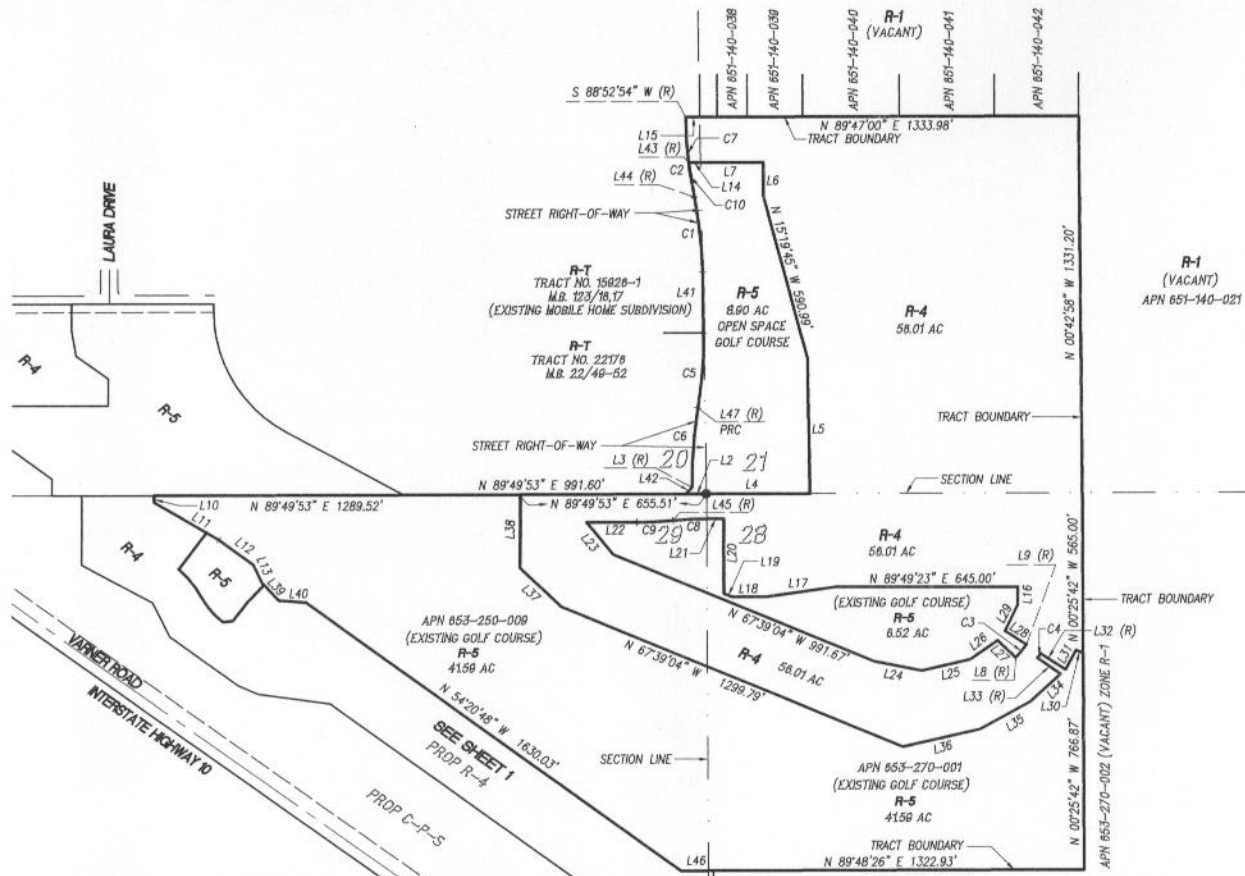 R-1
(VACANT)
APN 651-140-038
APN 651-140-039
APN 651-140-040
APN 651-140-041
APN 651-140-042
S 88°52'54" W (R)
N 89°47'00" E 1333.98'
TRACT BOUNDARY
L15
C7
L43 (R)
C2
L7
L14
L6
L44 (R)
C10
STREET RIGHT-OF-WAY
C1
N 15°19'45" W 590.99'
LAURA DRIVE
R-T
TRACT NO. 15926-1
M.B. 123/16,17
(EXISTING MOBILE HOME SUBDIVISION)
L41
R-5
8.90 AC
OPEN SPACE
GOLF COURSE
R-4
56.01 AC
N 00°42'58" W 1331.20'
R-1
(VACANT)
APN 651-140-021
R-T
TRACT NO. 22176
M.B. 22/49-52
C5
R-4
R-5
L47 (R)
PRC
L5
TRACT BOUNDARY
C6
STREET RIGHT-OF-WAY
L3 (R)
20
L2
21
L42
L4
SECTION LINE
N 89°49'53" E 991.60'
N 89°49'53" E 1289.52'
N 89°49'53" E 655.51'
L45 (R)
L10
L11
L12
L13
L39
L40
L38
L22
C9
29
C8
L21
28
L23
L20
L19
L18
L17
N 89°49'23" E 645.00'
R-4
56.01 AC
L9 (R)
L16
N 00°25'42" W 565.00'
TRACT BOUNDARY
R-4
R-5
L37
APN 653-250-009
(EXISTING GOLF COURSE)
R-5
41.59 AC
(EXISTING GOLF COURSE)
R-5
6.52 AC
C3
L29
L28
C4
L32 (R)
L26
L27
L31
L8 (R)
L25
L24
N 67°39'04" W 991.67'
R-4
56.01 AC
N 67°39'04" W
1299.79'
L33 (R)
L34
L30
L35
L36
VARNER ROAD
INTERSTATE HIGHWAY 10
N 54°20'48" W 1630.03'
SEE SHEET 1
PROP R-4
PROP C-P-S
SECTION LINE
APN 653-270-001
(EXISTING GOLF COURSE)
R-5
41.59 AC
N 00°25'42" W 766.87'
APN 653-270-002 (VACANT) ZONE R-1
TRACT BOUNDARY
L46
N 89°48'26" E 1322.93'